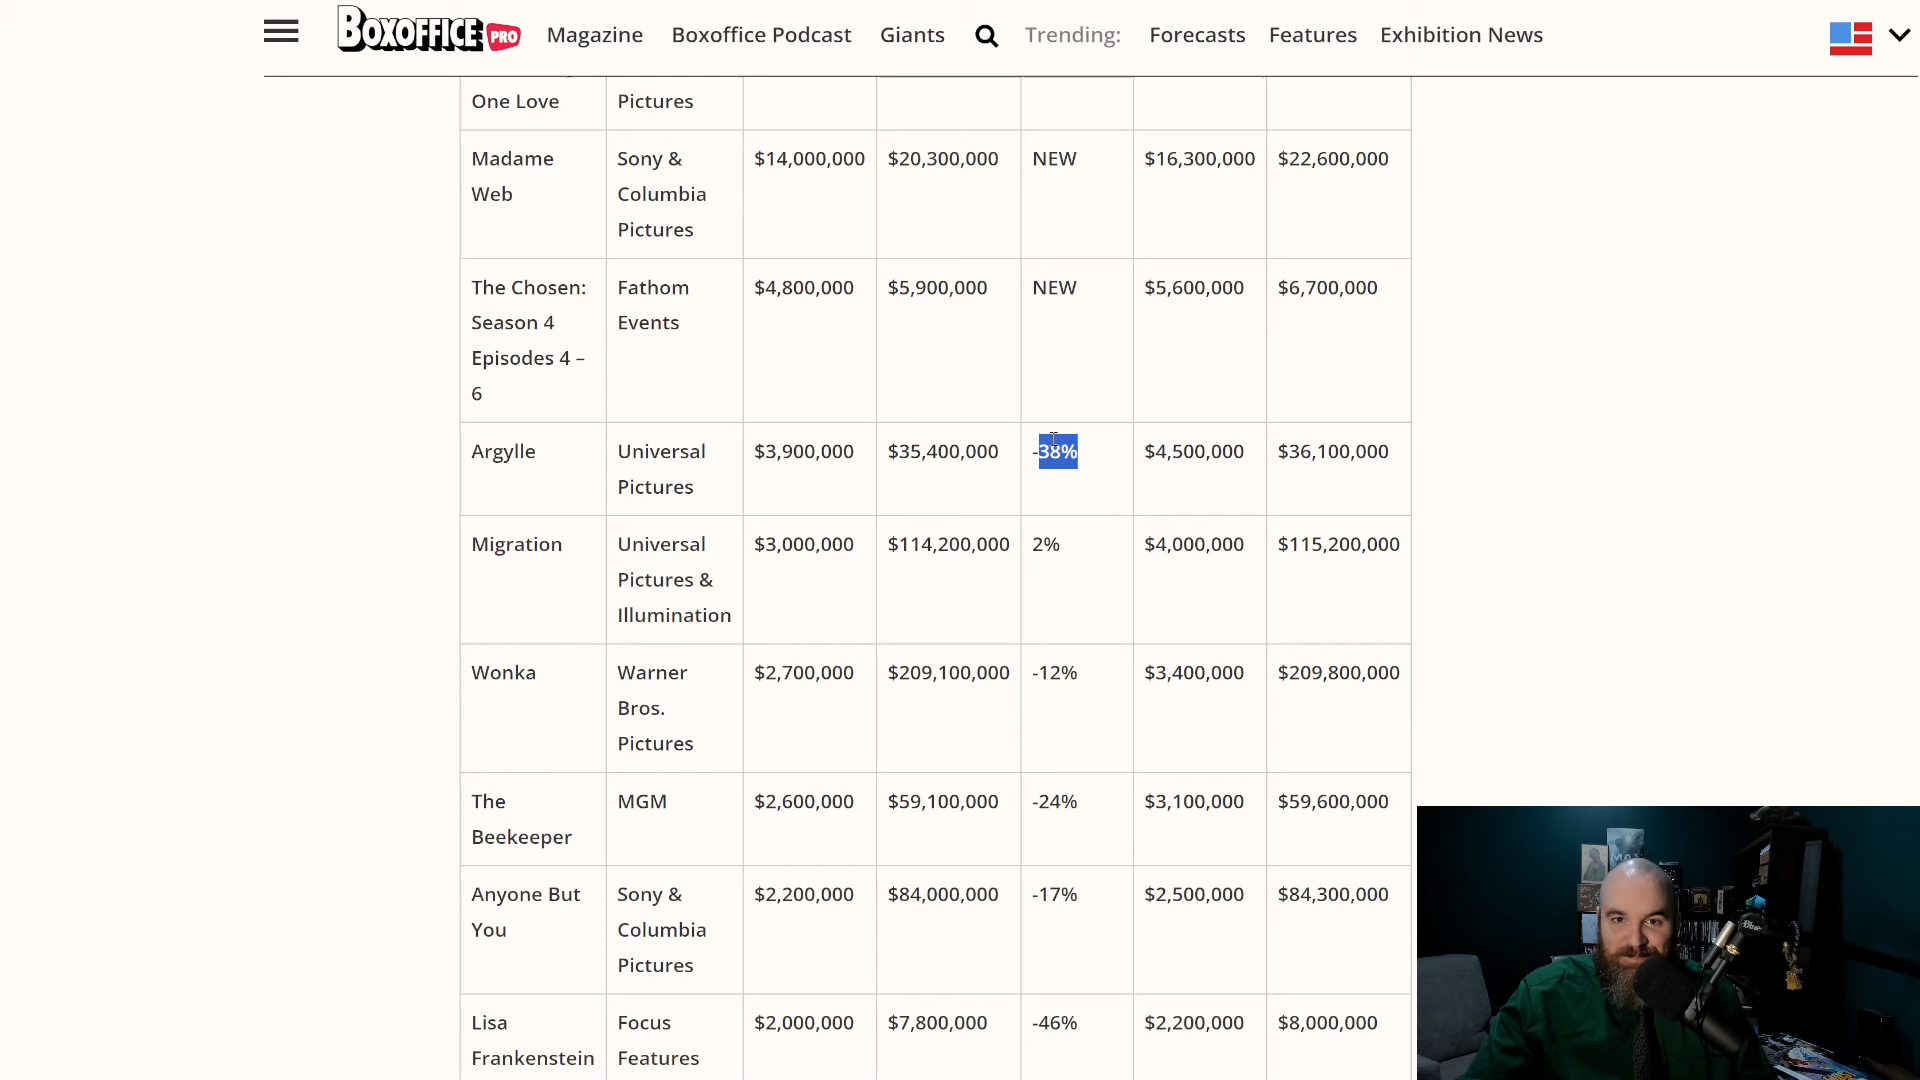 BOXOFFICE PRO Magazine Boxoffice Podcast Giants Trending: Forecasts Features Exhibition News
One Love Pictures
Madame Sony & $14,000,000 $20,300,000 NEW $16,300,000 $22,600,000
Web Columbia
Pictures
The Chosen: Fathom $4,800,000 $5,900,000 NEW $5,600,000 $6,700,000
Season 4 Events
Episodes 4 –
6
Argylle Universal $3,900,000 $35,400,000 -38% $4,500,000 $36,100,000
Pictures
Migration Universal $3,000,000 $114,200,000 2% $4,000,000 $115,200,000
Pictures &
Illumination
Wonka Warner $2,700,000 $209,100,000 -12% $3,400,000 $209,800,000
Bros.
Pictures
The MGM $2,600,000 $59,100,000 -24% $3,100,000 $59,600,000
Beekeeper
Anyone But Sony & $2,200,000 $84,000,000 -17% $2,500,000 $84,300,000
You Columbia
Pictures
Lisa Focus $2,000,000 $7,800,000 -46% $2,200,000 $8,000,000
Frankenstein Features